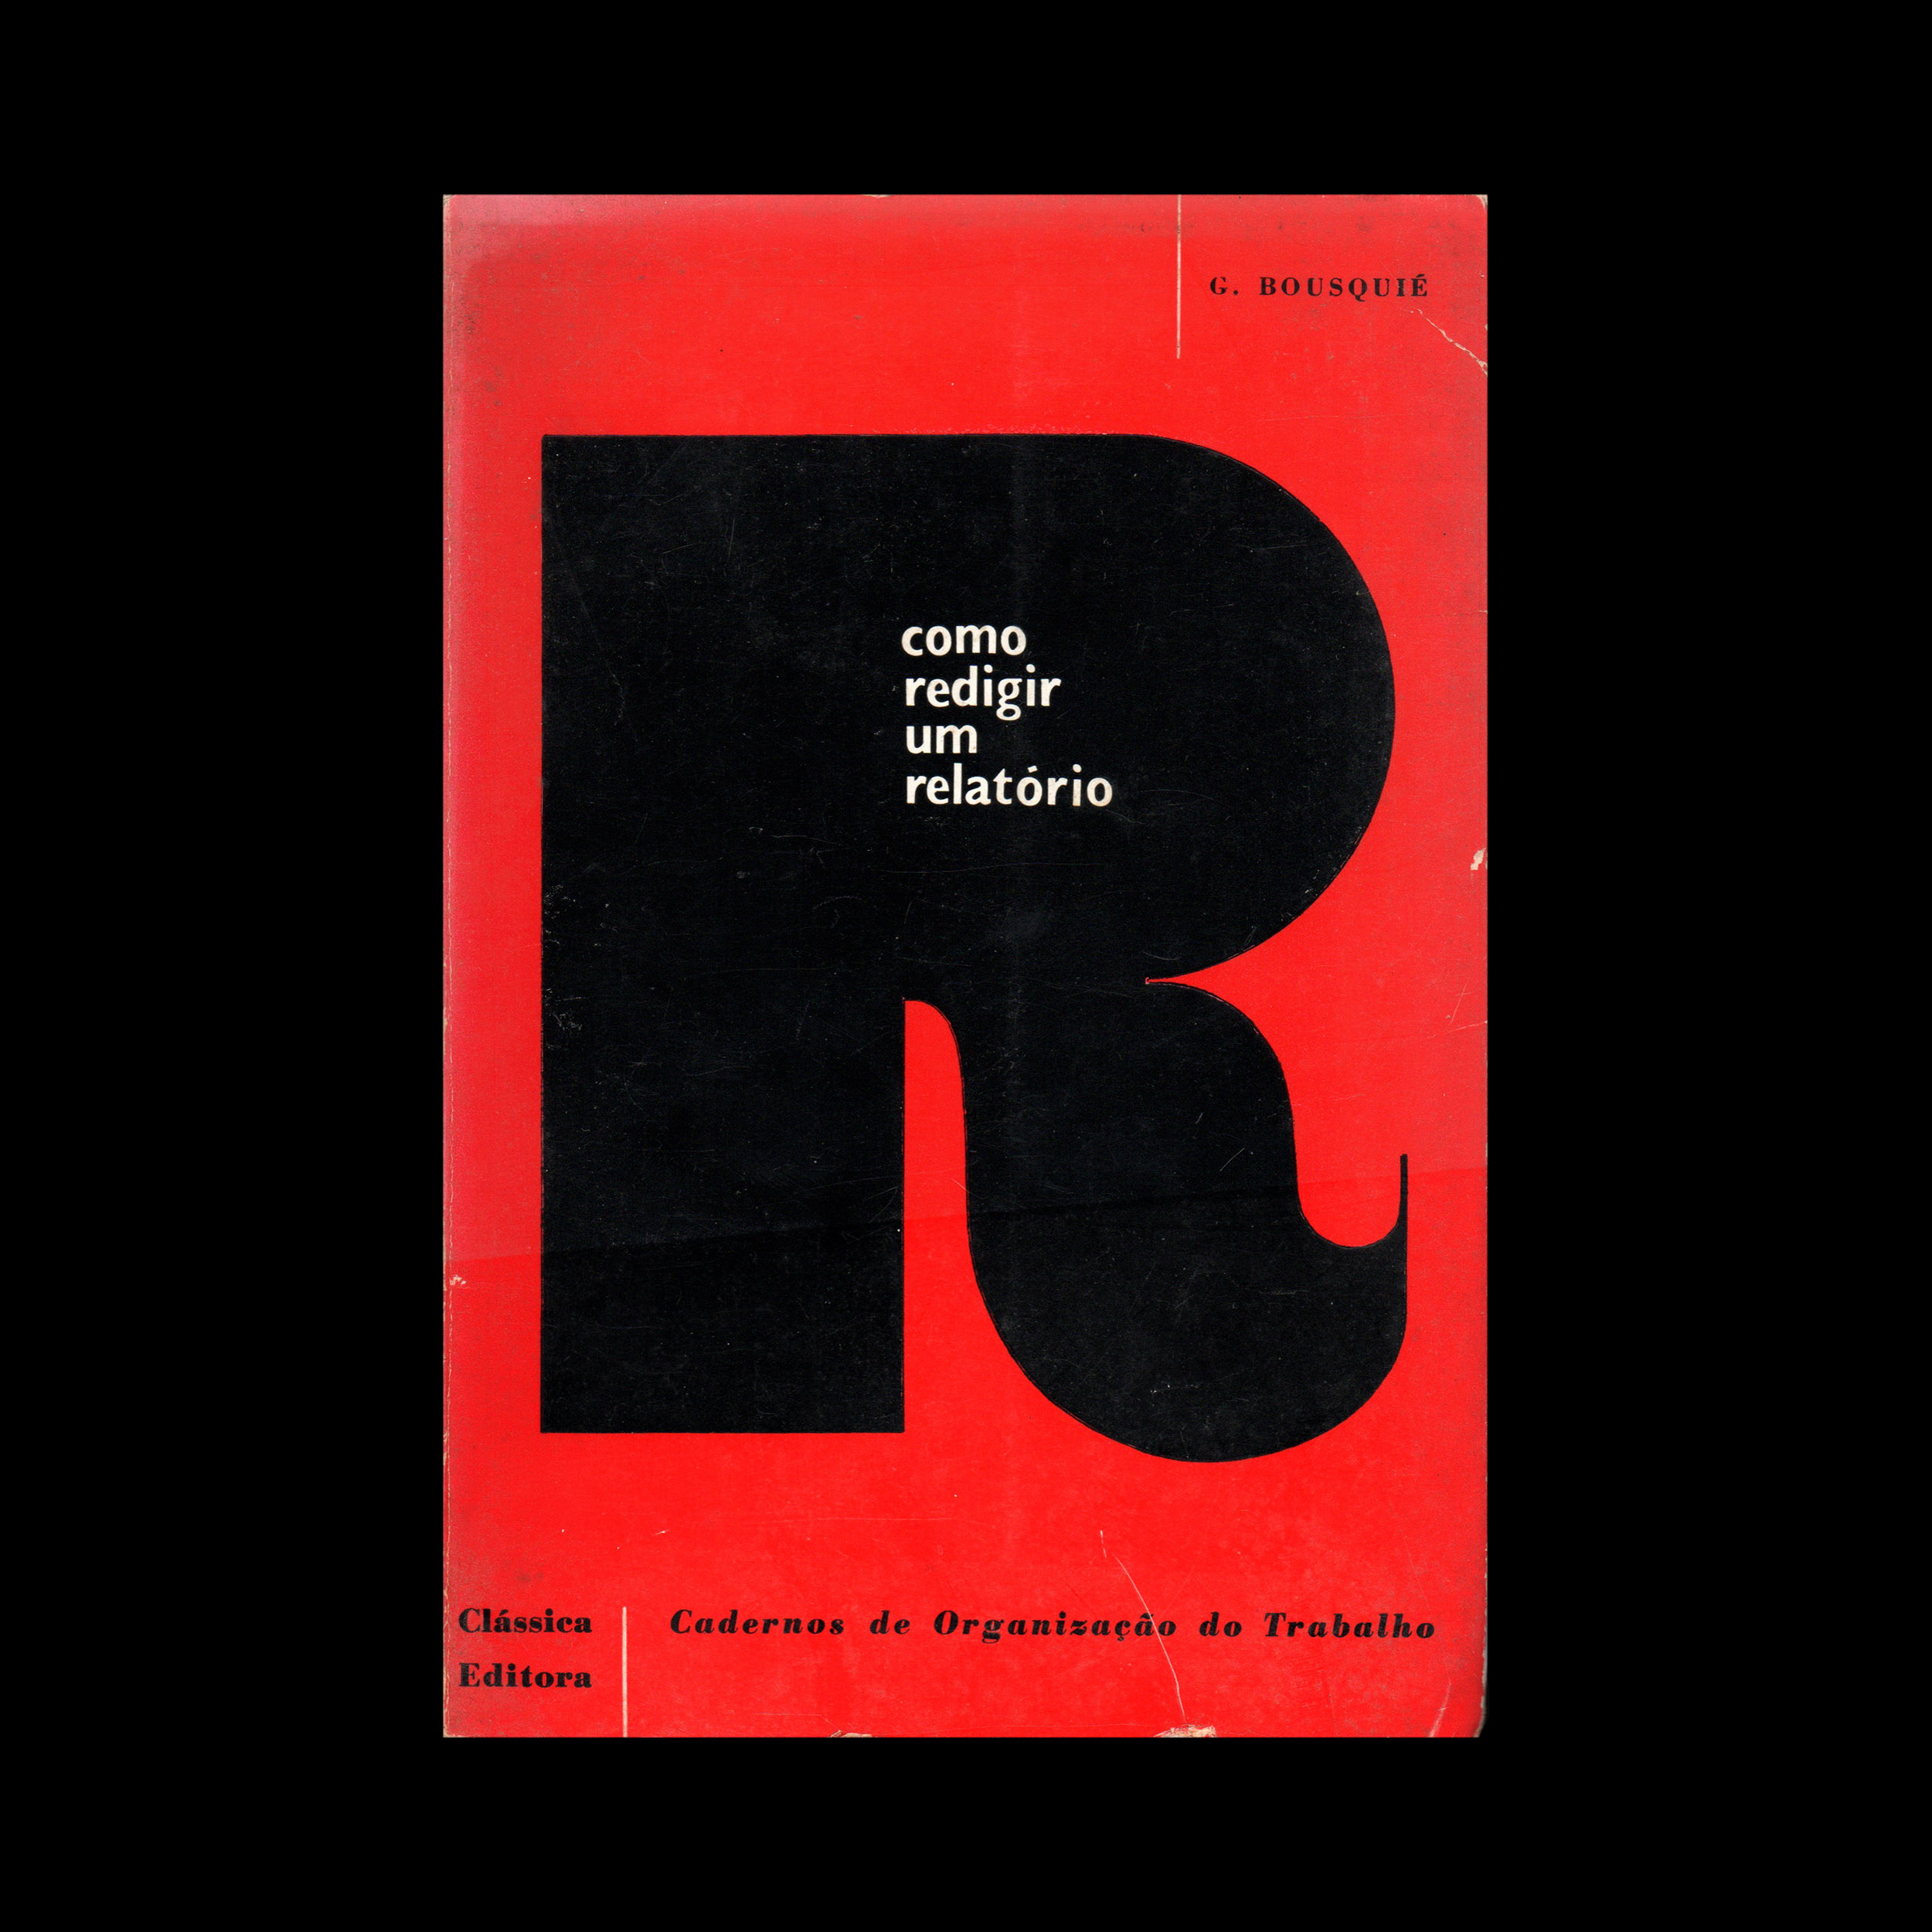 G. BOUSQUIÉ
R
como
redigir
um
relatório
Clássica
Editora
Cadernos de Organização do Trabalho